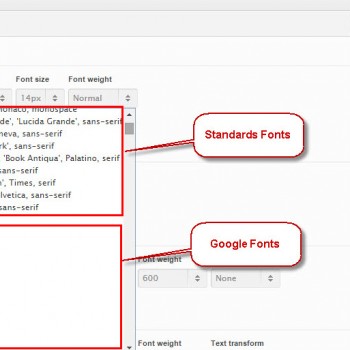 Font size Font weight
14px Normal
monospace
de', 'Lucida Grande', sans-serif
neva, sans-serif
rk', sans-serif
'Book Antiqua', Palatino, serif
sans-serif
n', Times, serif
lvetica, sans-serif
sans-serif
Standards Fonts
Google Fonts
Font weight
600 None
Font weight Text transform